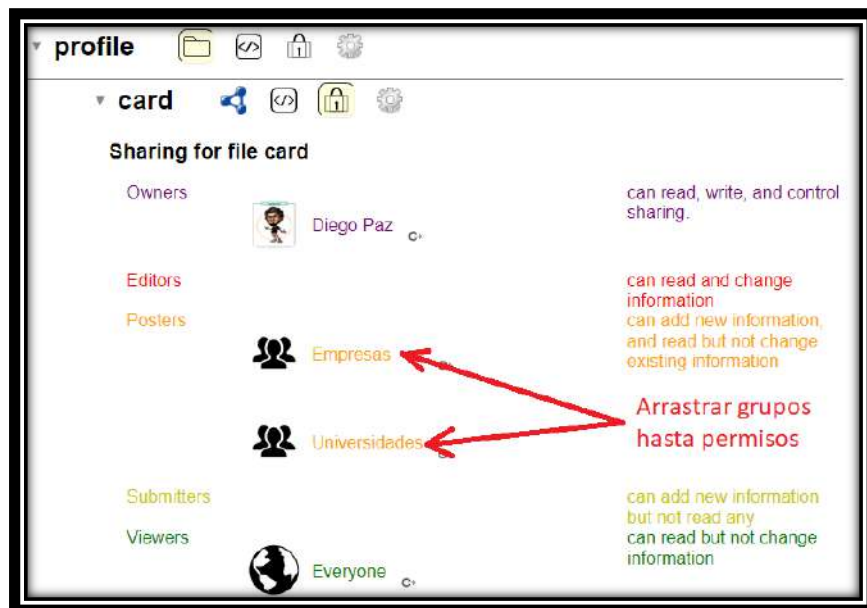 profile
card
Sharing for file card
Owners
can read, write, and control
sharing.
Diego Paz
Editors
can read and change
information
Posters
can add new information,
and read but not change
existing information
Empresas
Arrastrar grupos
hasta permisos
Universidades
Submitters
can add new information
but not read any
Viewers
can read but not change
information
Everyone